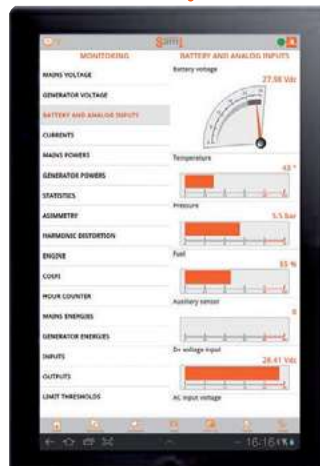 Sam1
MONITORING
BATTERY AND ANALOG INPUTS
MAINS VOLTAGE
GENERATOR VOLTAGE
BATTERY AND ANALOG INPUTS
CURRENTS
MAINS POWERS
GENERATOR POWERS
STATISTICS
ASIMMETRY
HARMONIC DISTORTION
ENGINE
HOUR COUNTER
MAINS ENERGIES
GENERATOR ENERGIES
INPUTS
OUTPUTS
LIMIT THRESHOLDS
Battery voltage
27.98 Vdc
Temperature
43 °
Pressure
5.5 bar
Fuel
55 %
Auxiliary sensor
0
D+ voltage input
28.41 Vdc
AC input voltage
16:16